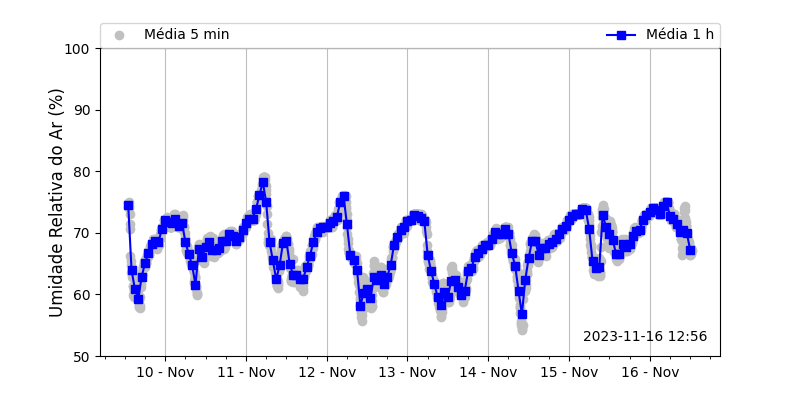 Média 5 min
Média 1 h
Umidade Relativa do Ar (%)
100
90
80
70
60
50
2023-11-16 12:56
10 - Nov
11 - Nov
12 - Nov
13 - Nov
14 - Nov
15 - Nov
16 - Nov